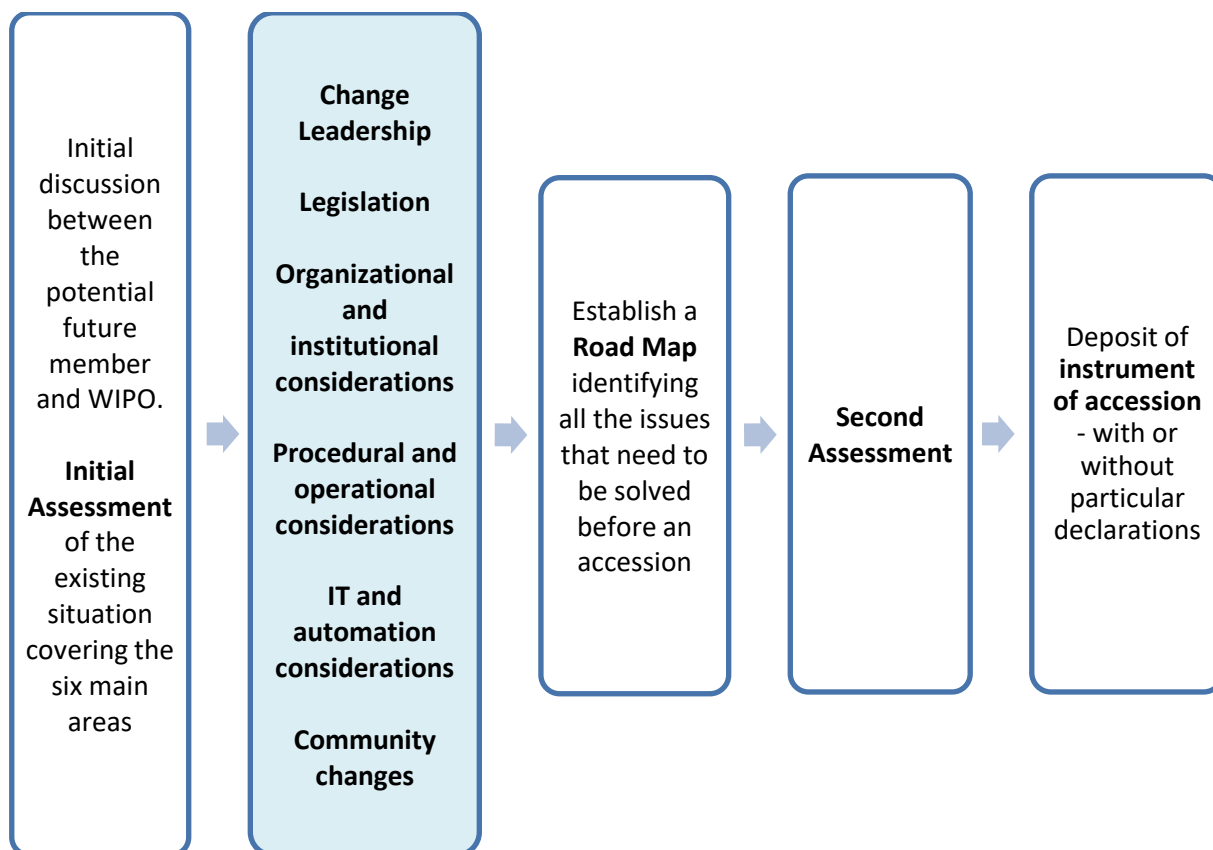 Initial
discussion
between
the
potential
future
member
and WIPO.
Initial
Assessment
of the
existing
situation
covering the
six main
areas
Change
Leadership
Legislation
Organizational
and
institutional
considerations
Procedural and
operational
considerations
IT and
automation
considerations
Community
changes
Establish a
Road Map
identifying
all the issues
that need to
be solved
before an
accession
Second
Assessment
Deposit of
instrument
of accession
- with or
without
particular
declarations